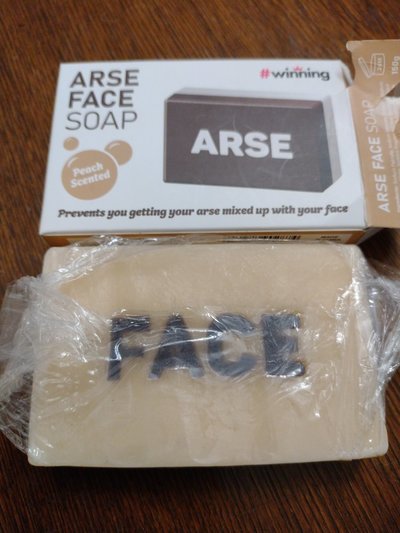 ARSE
FACE
SOAP
Peach
Scented
#winning
ARSE
Prevents you getting your arse mixed up with your face
ARSE FACE SOAP
150g
FACE